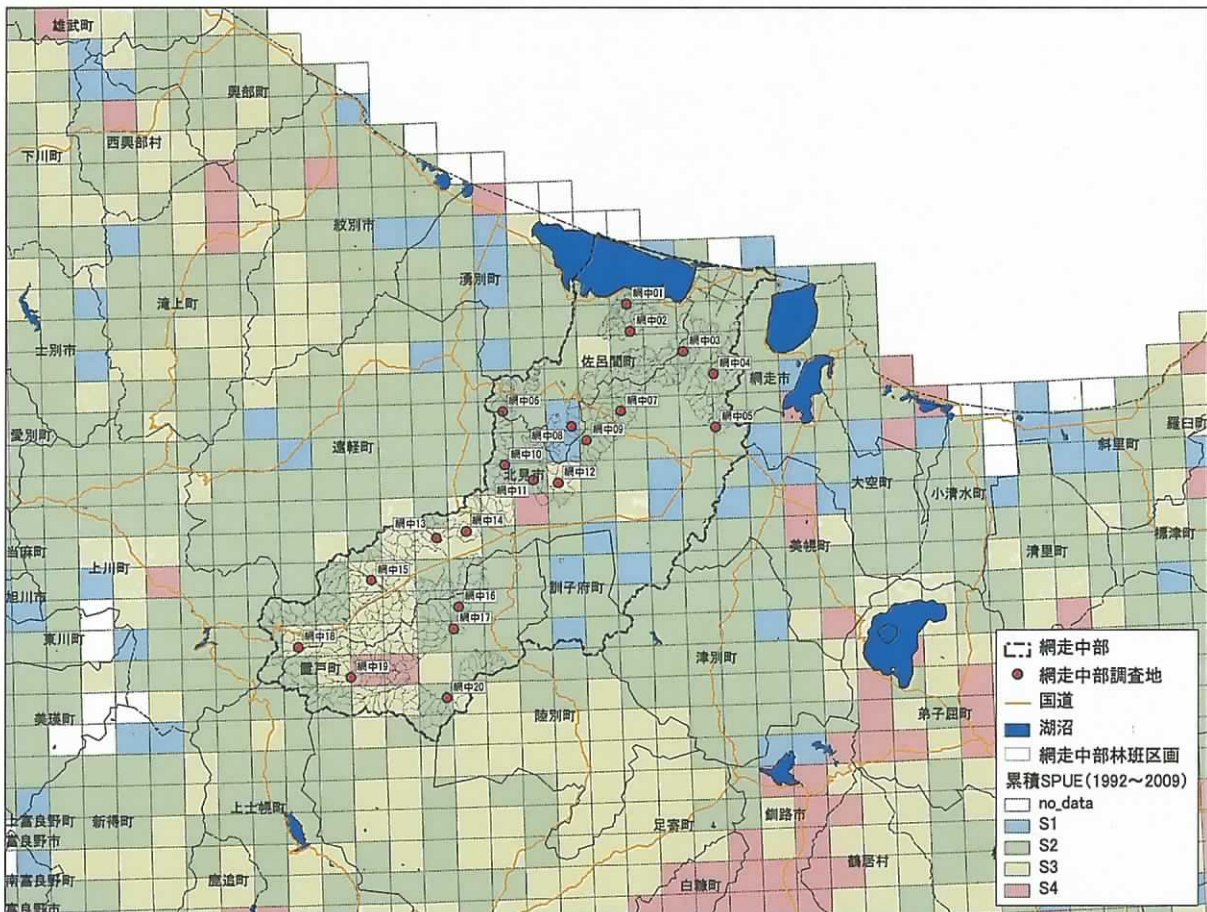 雄武町
興部町
西興部村
下川町
紋別市
湧別町
滝上町
士別市
網中01
網中02
網中03
佐呂間町
網中04
網走市
網中06
網中07
網中05
愛別町
遠軽町
網中08
網中09
羅臼町
斜里町
網中10
北見市
網中12
網中11
大空町
小清水町
網中13
網中14
美幌町
清里町
標津町
当麻町
上川町
網中15
訓子府町
旭川市
網中16
東川町
網中17
網中18
置戸町
網中19
津別町
網中20
美瑛町
陸別町
弟子屈町
上士幌町
上富良野町
新得町
富良野市
足寄町
釧路市
南富良野町
鹿追町
鶴居村
白糠町
富良野市
網走中部
網走中部調査地
国道
湖沼
網走中部林班区画
累積SPUE(1992~2009)
no_data
S1
S2
S3
S4